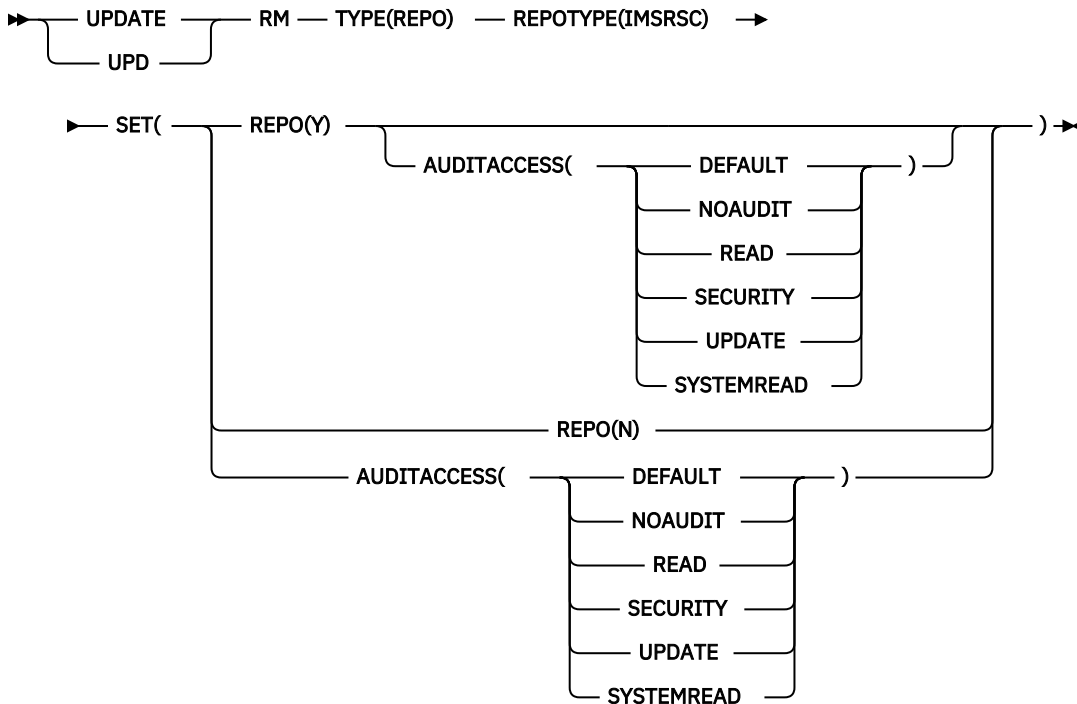 UPDATE RM TYPE(REPO) REPOTYPE(IMSRSC)
UPD
SET( REPO(Y) )
AUDITACCESS( DEFAULT )
NOAUDIT
READ
SECURITY
UPDATE
SYSTEMREAD
REPO(N)
AUDITACCESS( DEFAULT )
NOAUDIT
READ
SECURITY
UPDATE
SYSTEMREAD